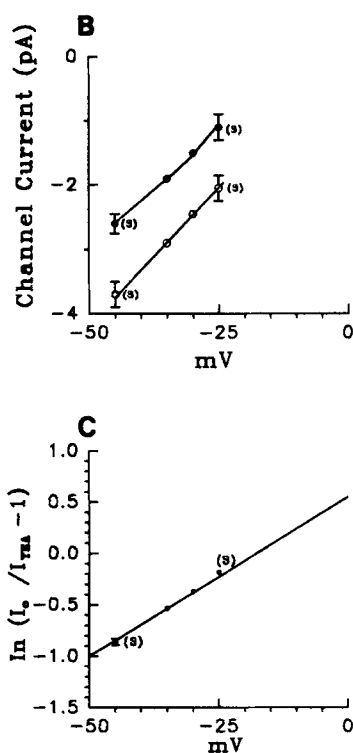 B
Channel Current (pA)
0
(s)
-2
(s)
(s)
(s)
-4
-50
-25
0
mV
C
ln (Iₒ /I_TEA -1)
1.0
0.5
(s)
0.0
-0.5
(s)
-1.0
-1.5
-50
-25
0
mV